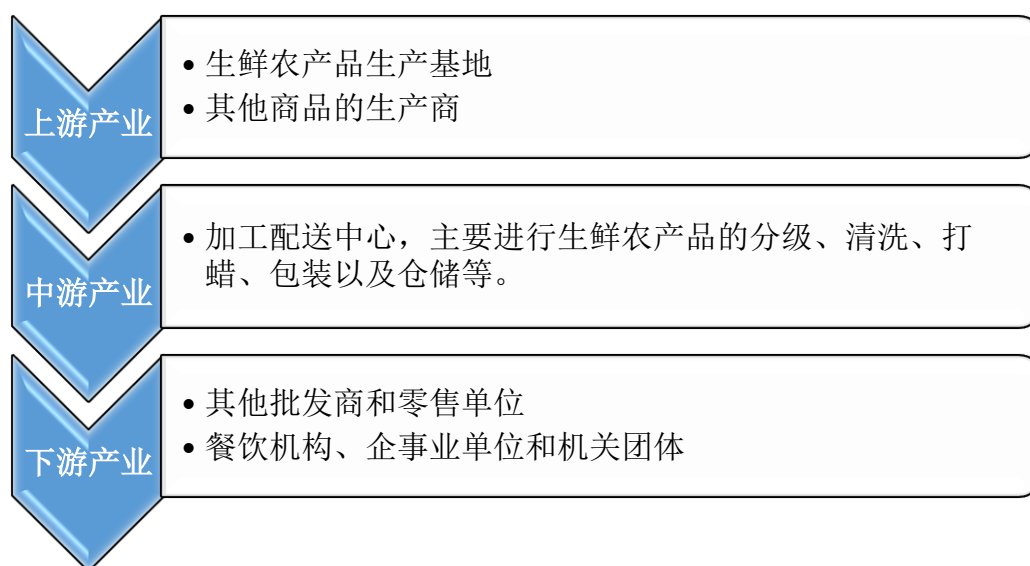 上游产业
• 生鲜农产品生产基地
• 其他商品的生产商
中游产业
• 加工配送中心，主要进行生鲜农产品的分级、清洗、打
蜡、包装以及仓储等。
下游产业
• 其他批发商和零售单位
• 餐饮机构、企事业单位和机关团体